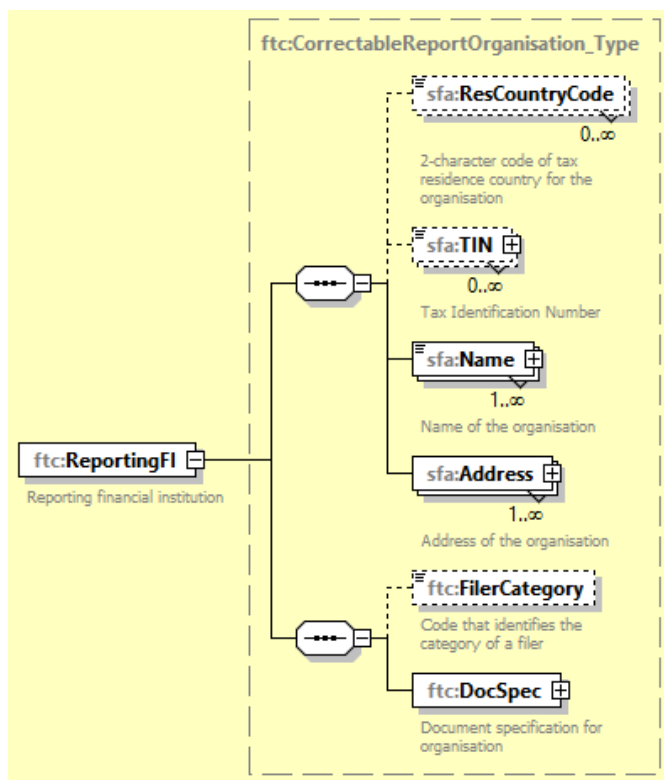 ftc:CorrectableReportOrganisation_Type
sfa:ResCountryCode
0..∞
2-character code of tax
residence country for the
organisation
sfa:TIN
0..∞
Tax Identification Number
sfa:Name
1..∞
Name of the organisation
ftc:ReportingFI
Reporting financial institution
sfa:Address
1..∞
Address of the organisation
ftc:FilerCategory
Code that identifies the
category of a filer
ftc:DocSpec
Document specification for
organisation